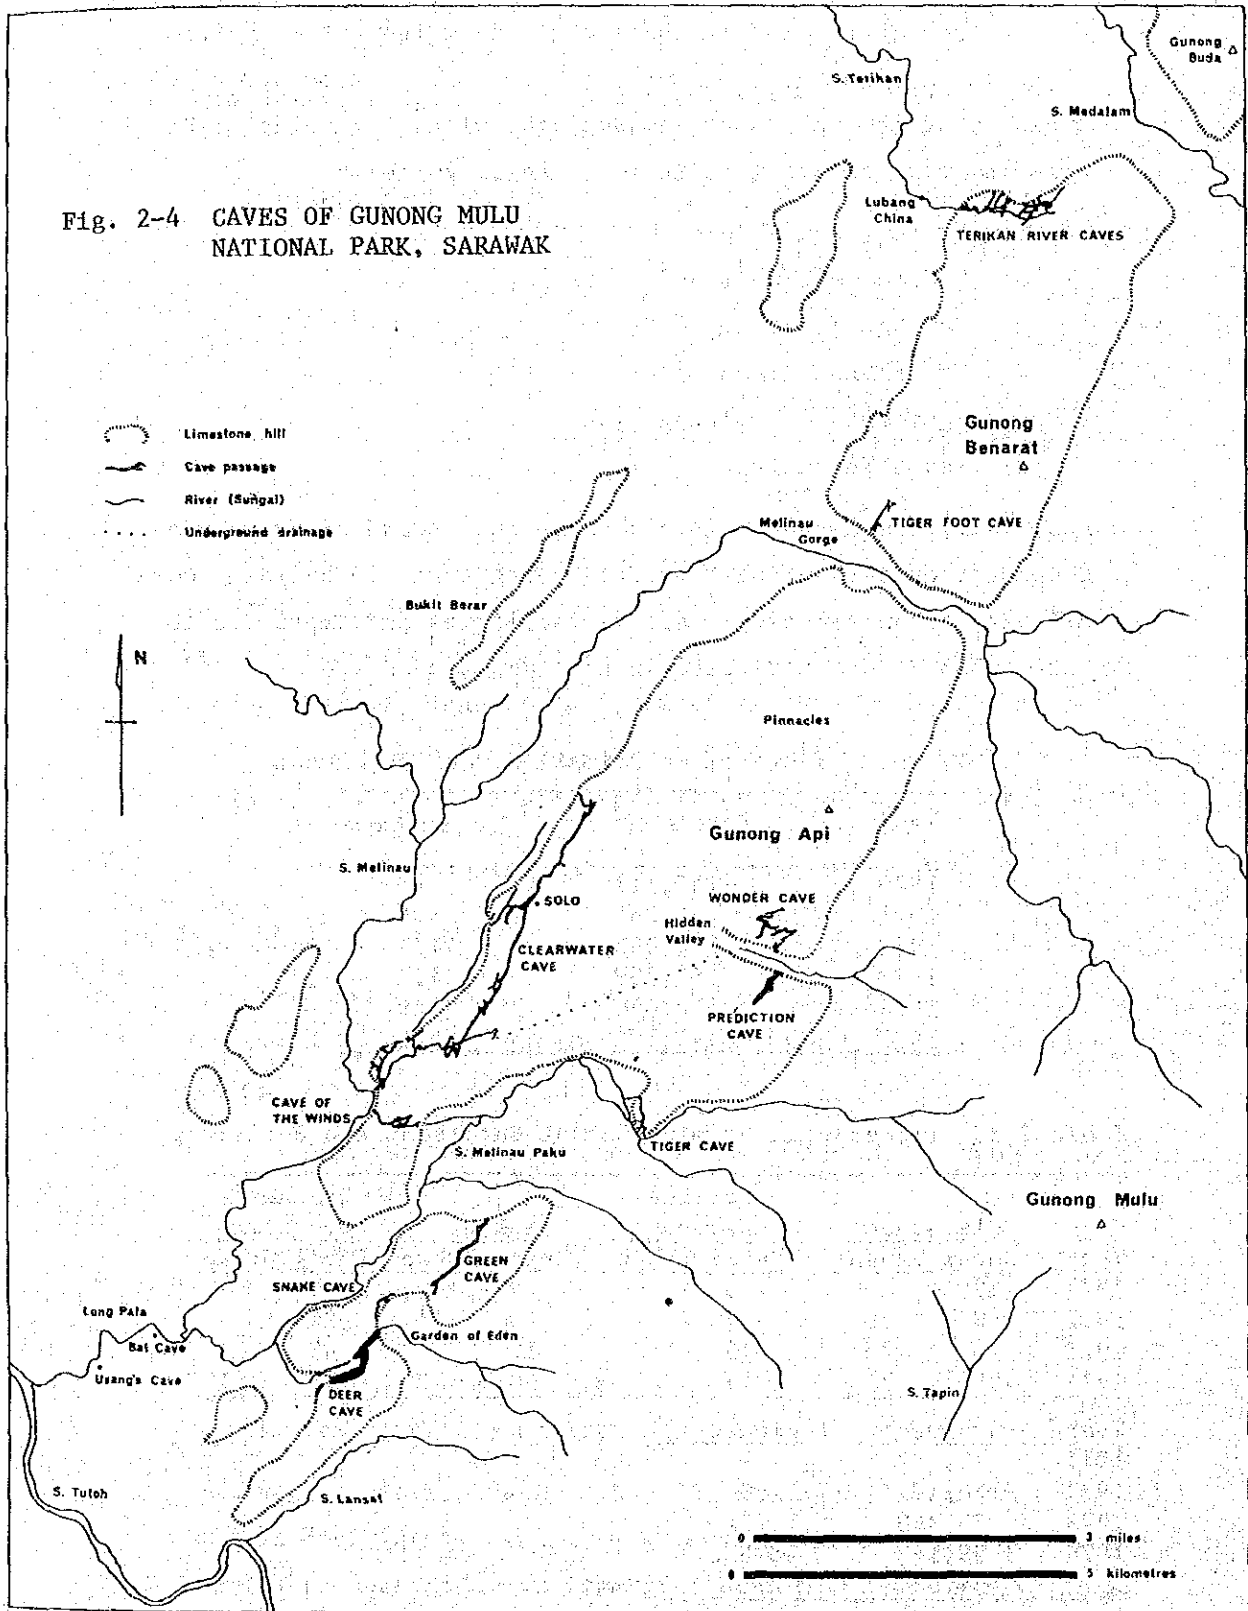 Fig. 2-4 CAVES OF GUNONG MULU
NATIONAL PARK, SARAWAK
Gunong
Buda
S. Terikan
S. Medalam
Lubang
China
TERIKAN RIVER CAVES
Limestone hill
Cave passage
River (Sungai)
Underground drainage
Gunong
Benarat
Melinau
Gorge
TIGER FOOT CAVE
Bukit Berar
N
Pinnacles
Gunong Api
S. Melinau
SOLO
WONDER CAVE
Hidden
Valley
CLEARWATER
CAVE
PREDICTION
CAVE
CAVE OF
THE WINDS
S. Melinau Paku
TIGER CAVE
Gunong Mulu
GREEN
CAVE
SNAKE CAVE
Long Pala
Bat Cave
Usang's Cave
Garden of Eden
DEER
CAVE
S. Tapin
S. Tutoh
S. Lansat
0 3 miles
0 5 kilometres